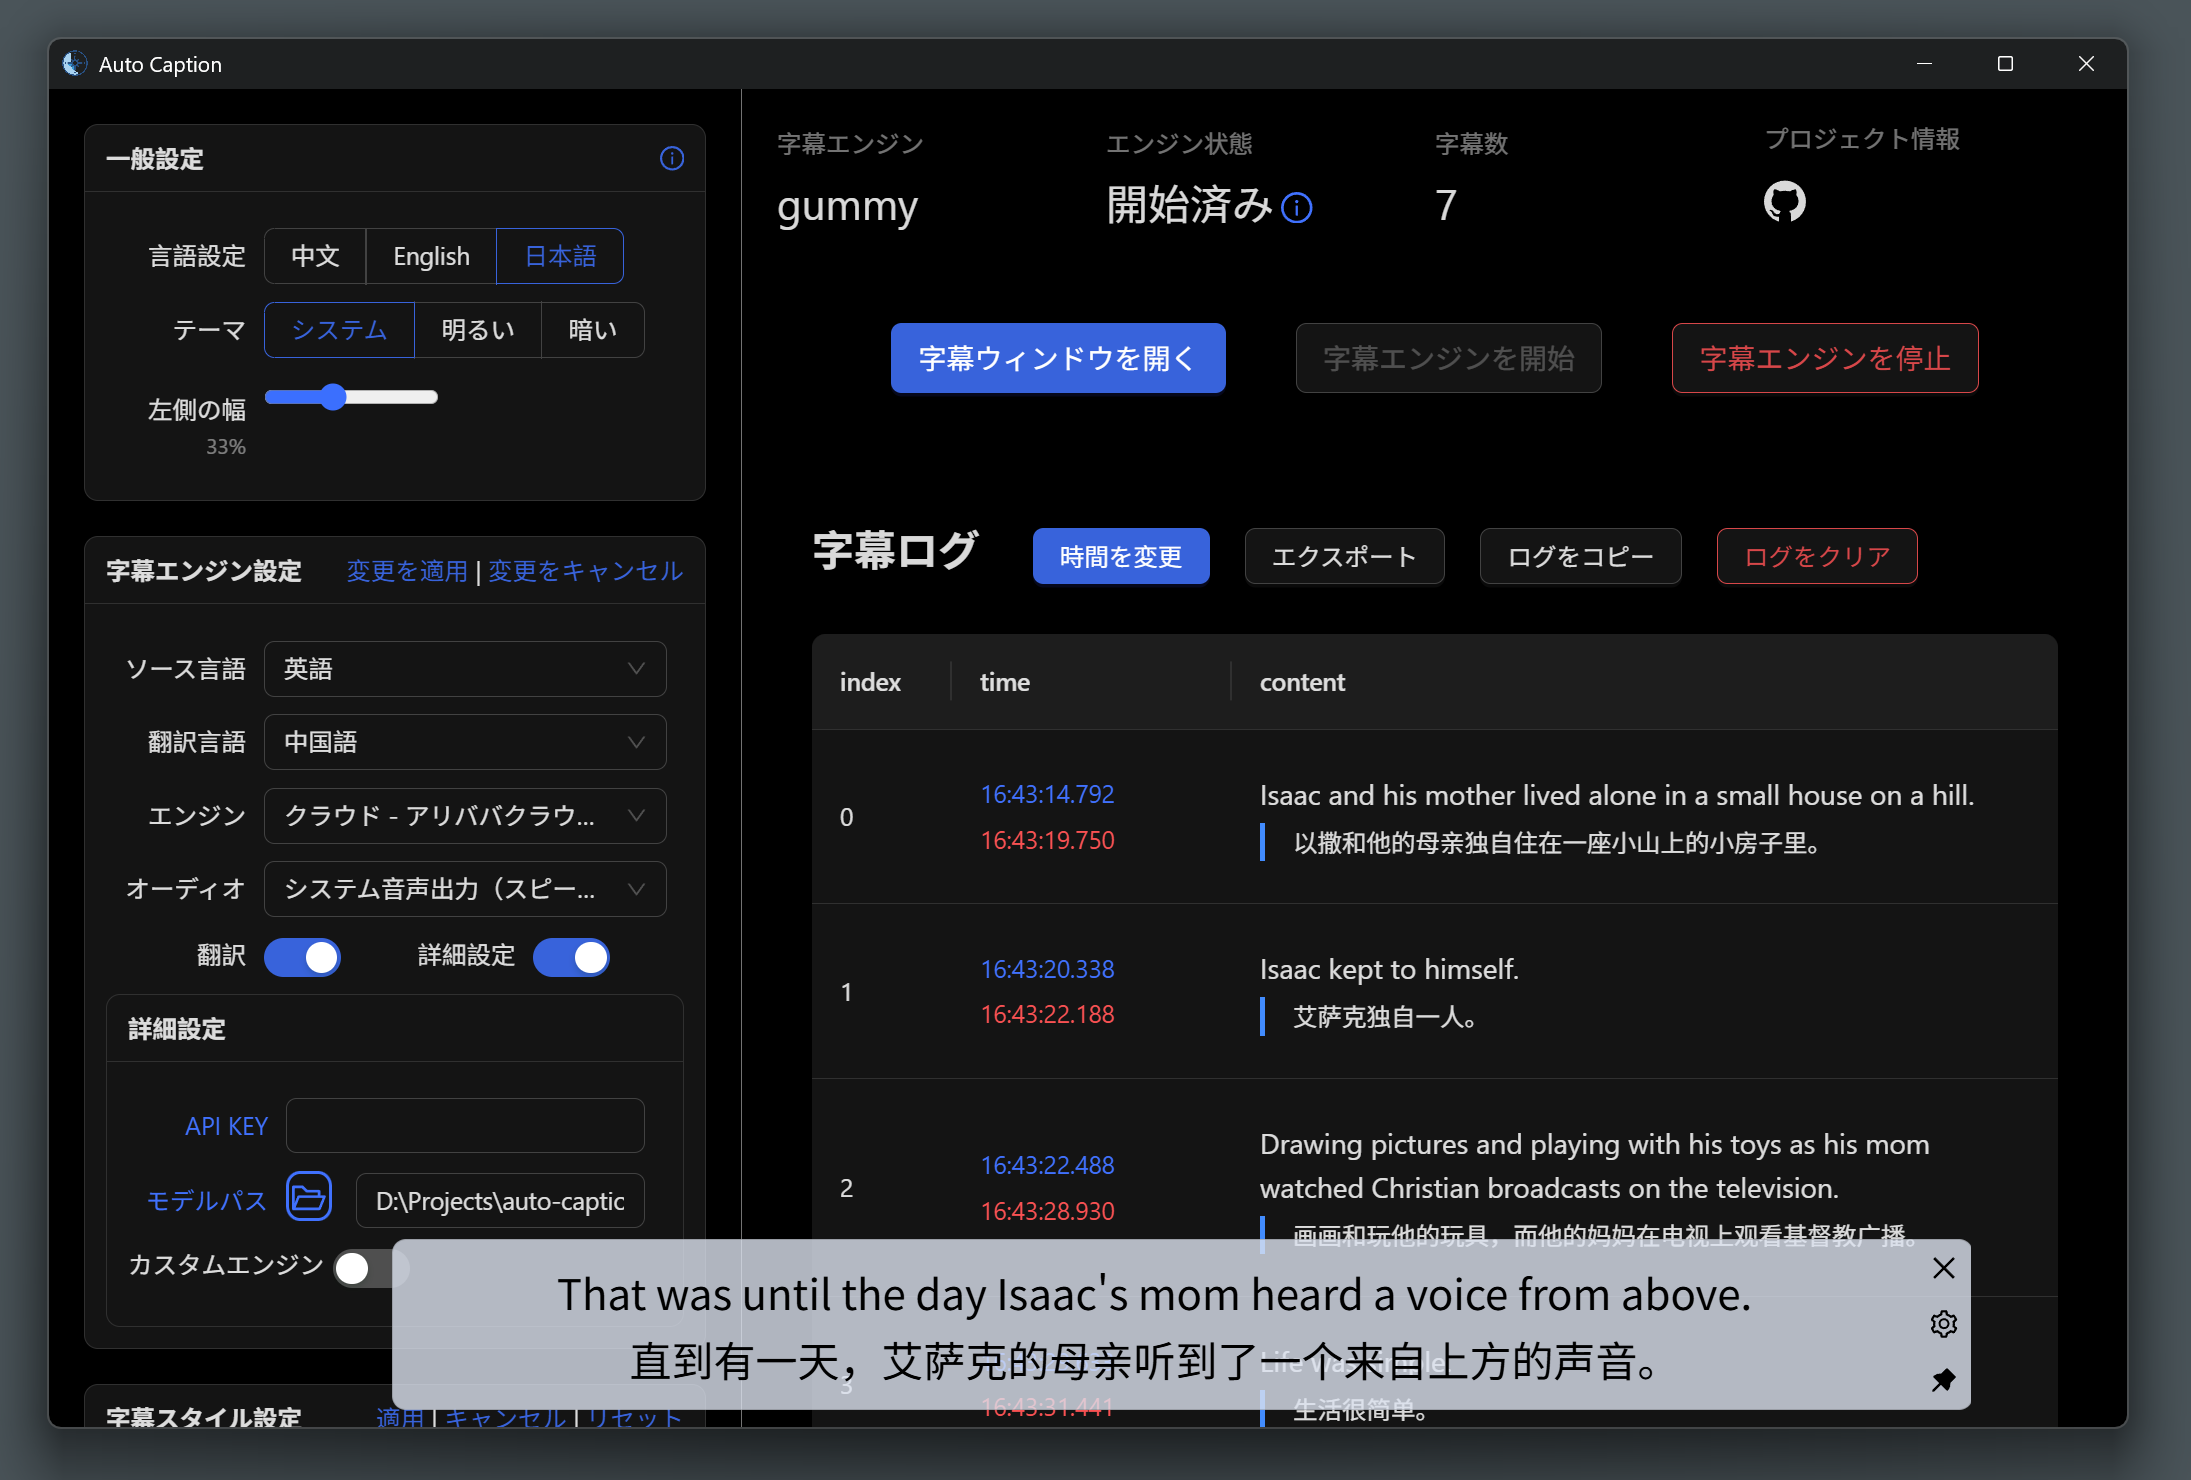 Auto Caption
一般設定
言語設定 中文 English 日本語
テーマ システム 明るい 暗い
左側の幅
33%
字幕エンジン設定 変更を適用 | 変更をキャンセル
ソース言語 英語
翻訳言語 中国語
エンジン クラウド - アリババクラウ...
オーディオ システム音声出力（スピー...
翻訳 詳細設定
詳細設定
API KEY
モデルパス D:\Projects\auto-captic
カスタムエンジン
字幕スタイル設定 適用 | キャンセル | リセット
字幕エンジン エンジン状態 字幕数 プロジェクト情報
gummy 開始済み 7
字幕ウィンドウを開く 字幕エンジンを開始 字幕エンジンを停止
字幕ログ 時間を変更 エクスポート ログをコピー ログをクリア
index time content
0
16:43:14.792
16:43:19.750
Isaac and his mother lived alone in a small house on a hill.
以撒和他的母亲独自住在一座小山上的小房子里。
1
16:43:20.338
16:43:22.188
Isaac kept to himself.
艾萨克独自一人。
2
16:43:22.488
16:43:28.930
Drawing pictures and playing with his toys as his mom
watched Christian broadcasts on the television.
画画和玩他的玩具，而他的妈妈在电视上观看基督教广播。
3
16:43:31.441
Life was simple.
生活很简单。
That was until the day Isaac's mom heard a voice from above.
直到有一天，艾萨克的母亲听到了一个来自上方的声音。